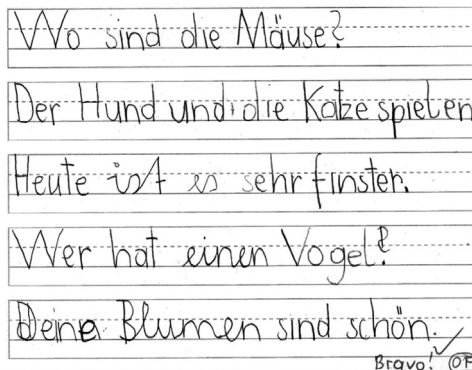 Wo sind die Mäuse?
Der Hund und die Katze spielen
Heute ist es sehr finster.
Wer hat einen Vogel?
Deine Blumen sind schön.
Bravo!